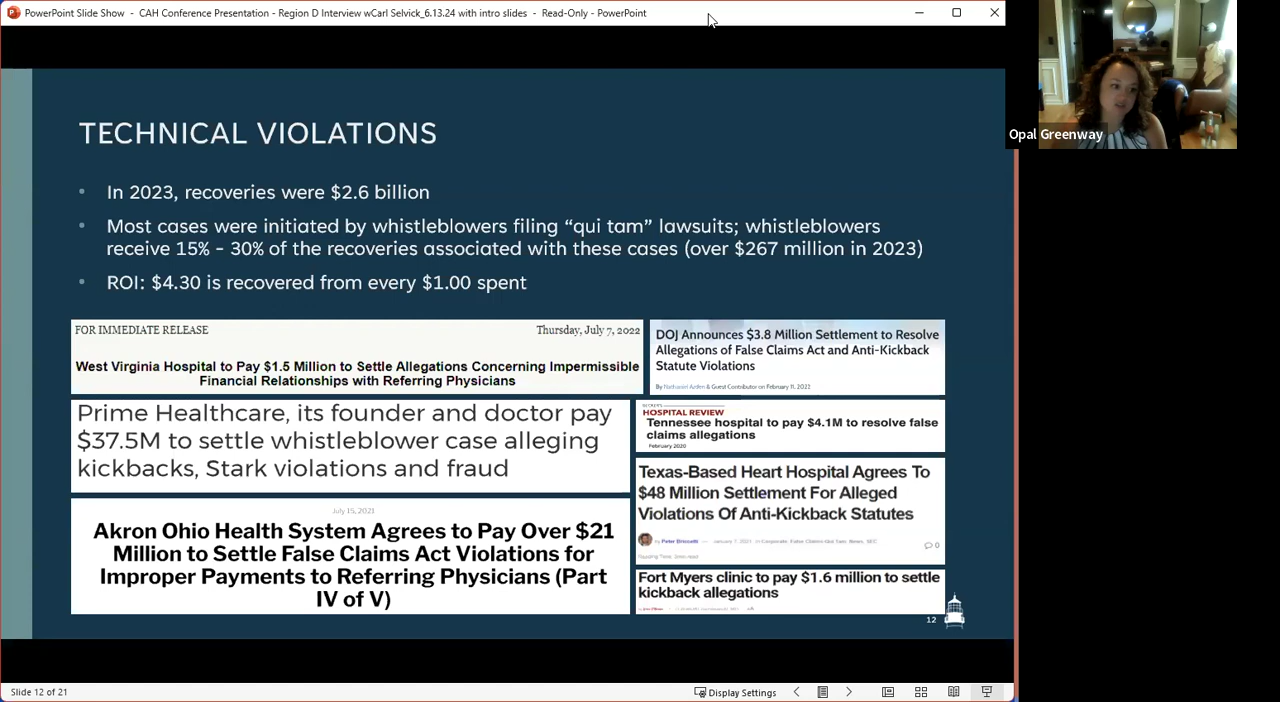 PowerPoint Slide Show - CAH Conference Presentation - Region D Interview wCarl Selvick_6.13.24 with intro slides - Read-Only - PowerPoint
Opal Greenway
TECHNICAL VIOLATIONS
• In 2023, recoveries were $2.6 billion
• Most cases were initiated by whistleblowers filing “qui tam” lawsuits; whistleblowers
receive 15% – 30% of the recoveries associated with these cases (over $267 million in 2023)
• ROI: $4.30 is recovered from every $1.00 spent
FOR IMMEDIATE RELEASE
Thursday, July 7, 2022
West Virginia Hospital to Pay $1.5 Million to Settle Allegations Concerning Impermissible
Financial Relationships with Referring Physicians
DOJ Announces $3.8 Million Settlement to Resolve
Allegations of False Claims Act and Anti-Kickback
Statute Violations
& Guest Contributor on February 11, 2022
Prime Healthcare, its founder and doctor pay
$37.5M to settle whistleblower case alleging
kickbacks, Stark violations and fraud
HOSPITAL REVIEW
Tennessee hospital to pay $4.1M to resolve false
claims allegations
February 2020
Texas-Based Heart Hospital Agrees To
$48 Million Settlement For Alleged
Violations Of Anti-Kickback Statutes
0
July 15, 2021
Akron Ohio Health System Agrees to Pay Over $21
Million to Settle False Claims Act Violations for
Improper Payments to Referring Physicians (Part
IV of V)
Fort Myers clinic to pay $1.6 million to settle
kickback allegations
12
Slide 12 of 21
Display Settings